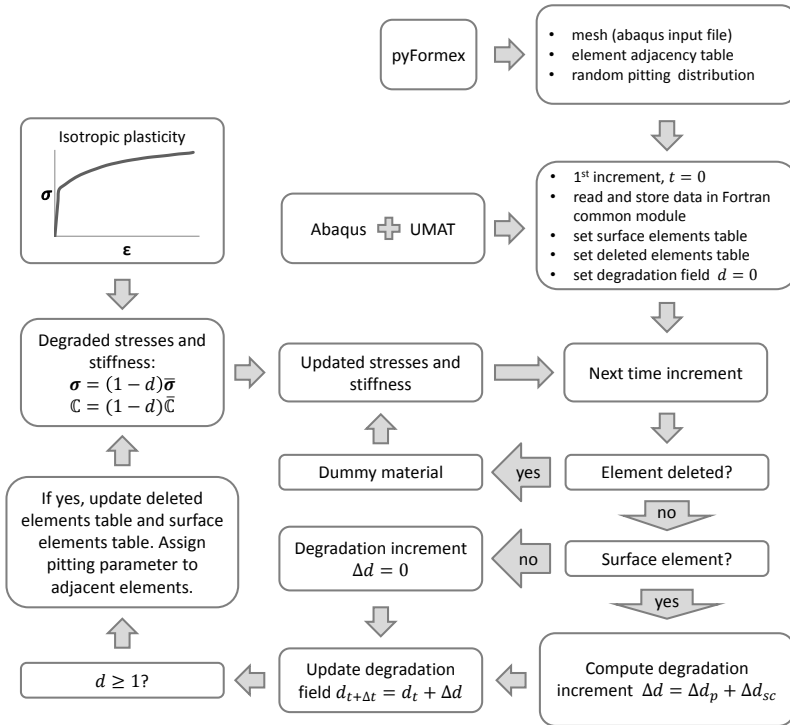 pyFormex
• mesh (abaqus input file)
• element adjacency table
• random pitting distribution
Isotropic plasticity
σ
ε
Abaqus
UMAT
• 1st increment, t = 0
• read and store data in Fortran
common module
• set surface elements table
• set deleted elements table
• set degradation field d = 0
Degraded stresses and
stiffness:
σ = (1 − d)σ̅
ℂ = (1 − d)ℂ̅
Updated stresses and
stiffness
Next time increment
Dummy material
yes
Element deleted?
no
If yes, update deleted
elements table and surface
elements table. Assign
pitting parameter to
adjacent elements.
Degradation increment
Δd = 0
no
Surface element?
yes
d ≥ 1?
Update degradation
field d_{t+Δt} = d_t + Δd
Compute degradation
increment Δd = Δd_p + Δd_{sc}